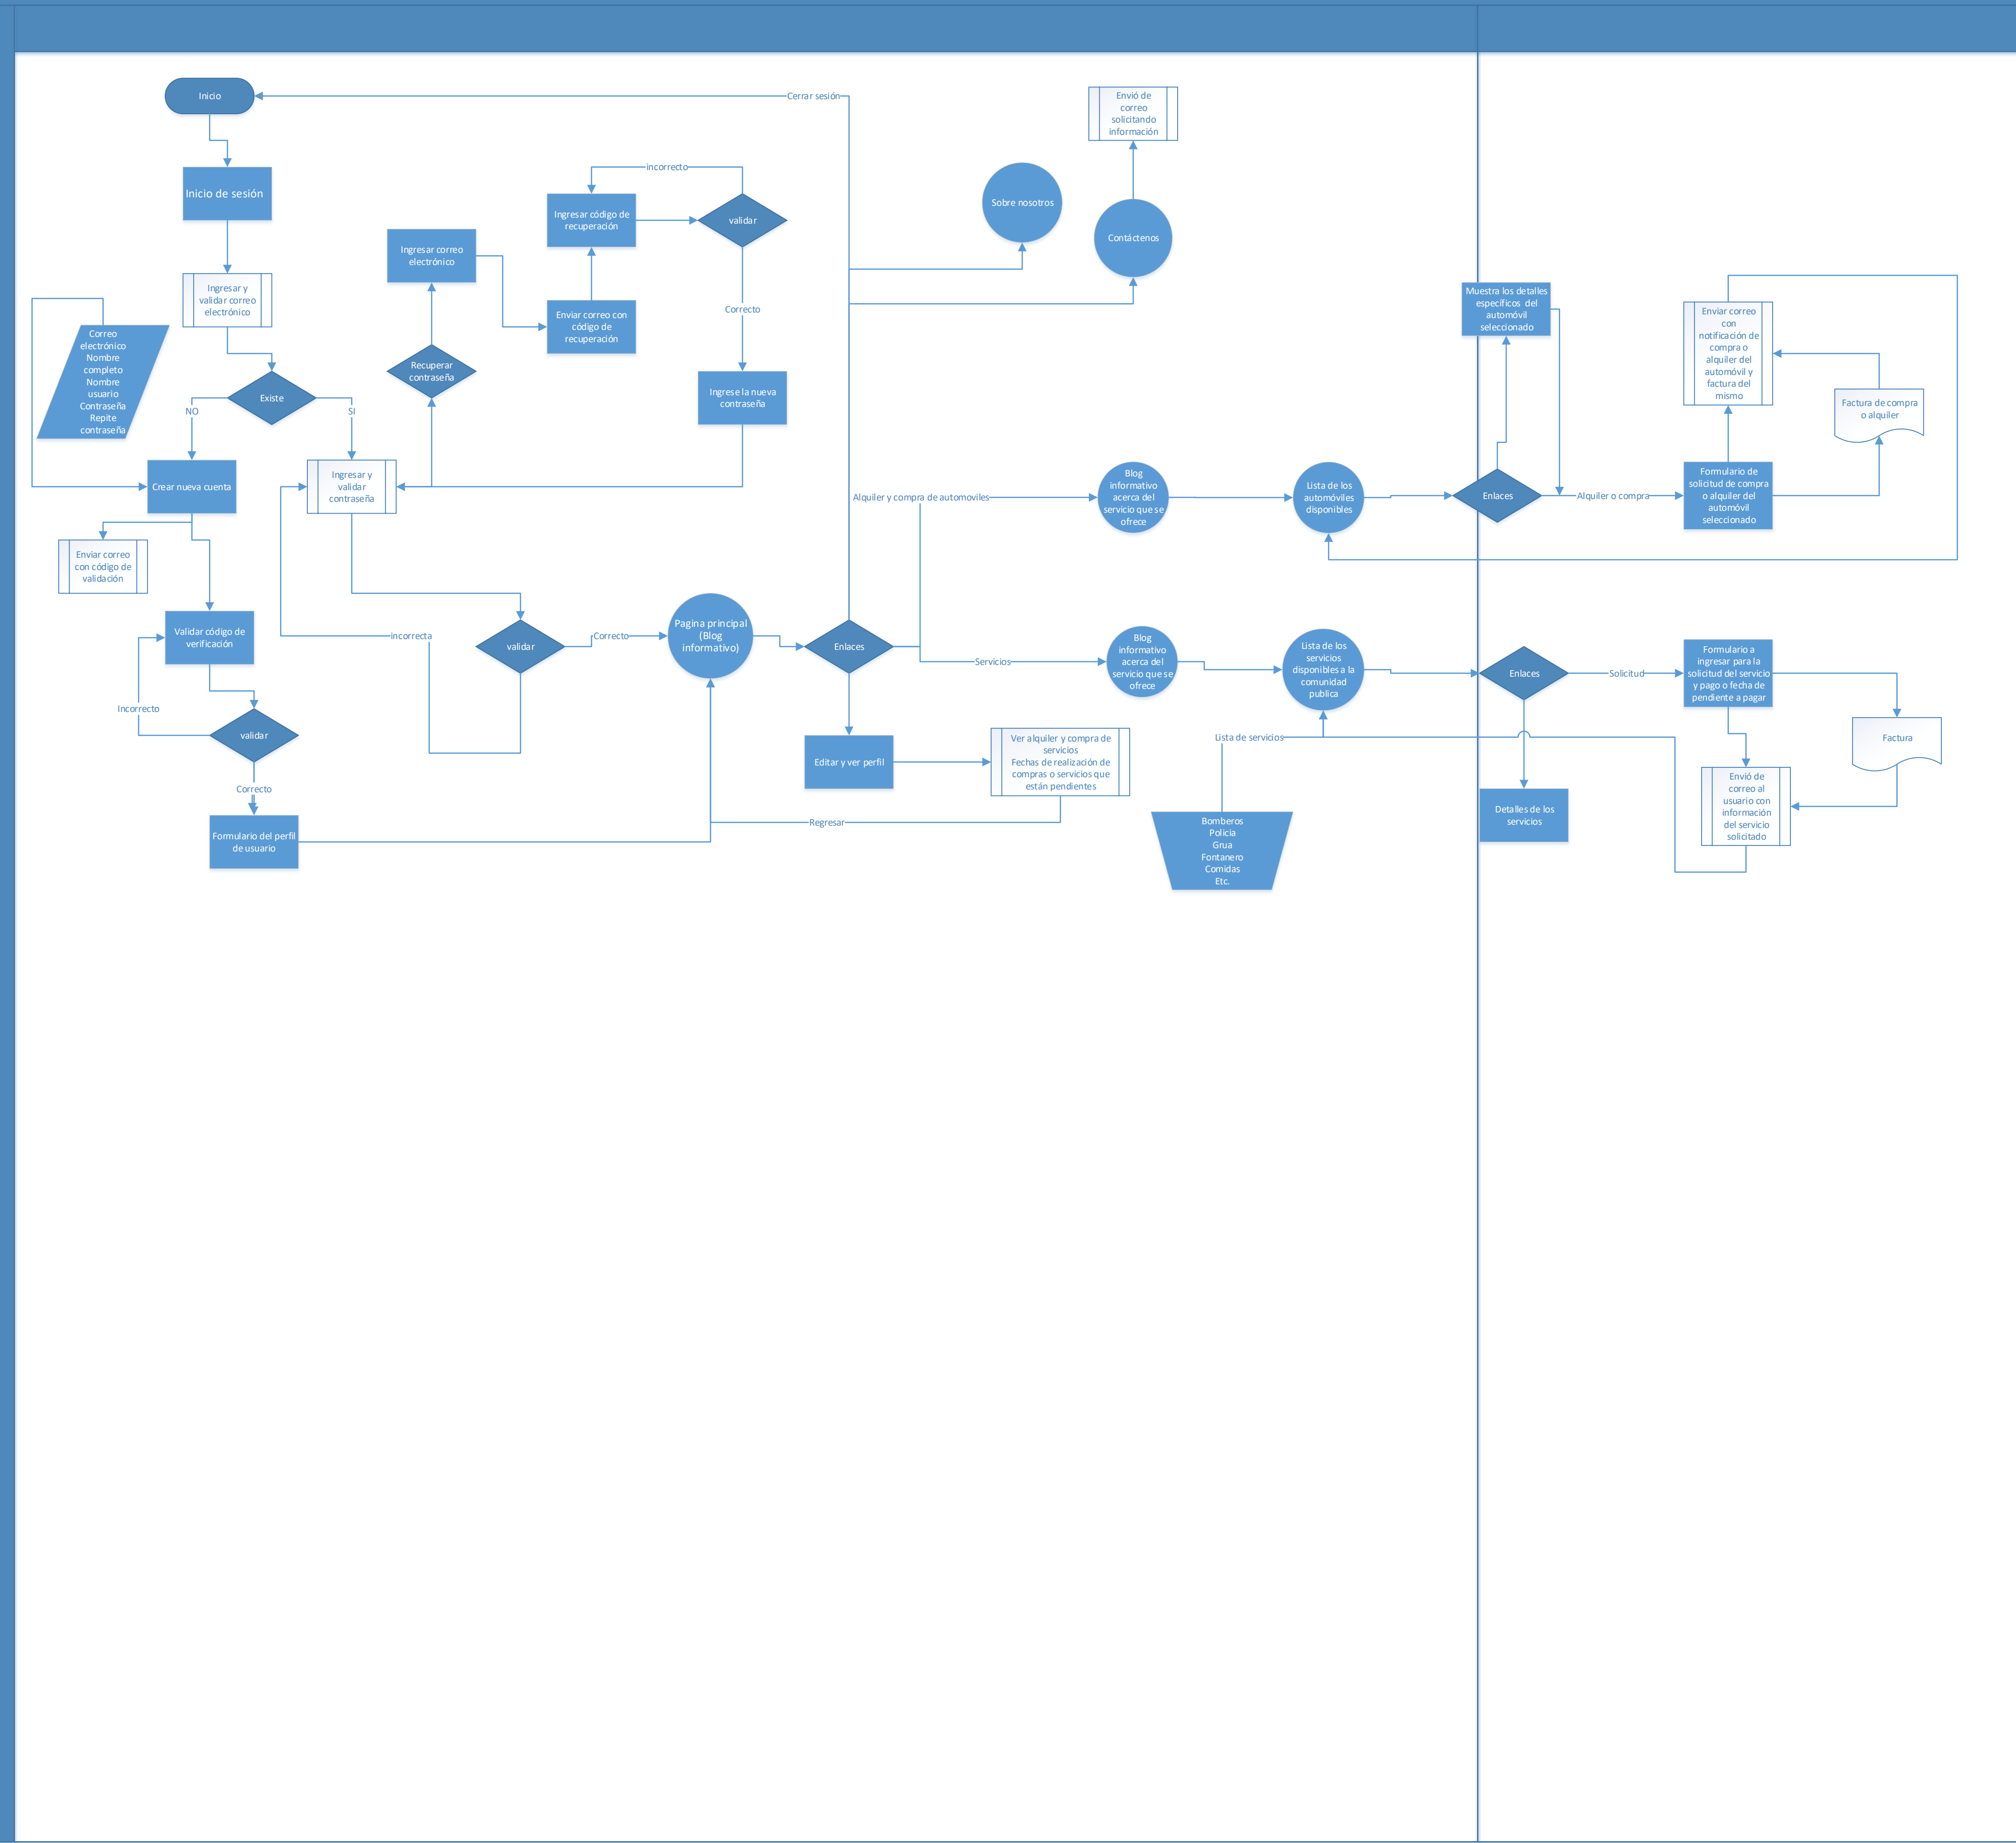 Inicio
Cerrar sesión
Envió de
correo
solicitando
información
Inicio de sesión
incorrecto
Ingresar código de
recuperación
validar
Sobre nosotros
Contáctenos
Ingresar correo
electrónico
Ingresar y
validar correo
electrónico
Enviar correo con
código de
recuperación
Correcto
Muestra los detalles
específicos del
automóvil
seleccionado
Enviar correo
con
notificación de
compra o
alquiler del
automóvil y
factura del
mismo
Correo
electrónico
Nombre
completo
Nombre
usuario
Contraseña
Repite
contraseña
Recuperar
contraseña
Existe
NO
SI
Ingrese la nueva
contraseña
Factura de compra
o alquiler
Crear nueva cuenta
Ingresar y
validar
contraseña
Alquiler y compra de automoviles
Blog
informativo
acerca del
servicio que se
ofrece
Lista de los
automóviles
disponibles
Enlaces
Alquiler o compra
Formulario de
solicitud de compra
o alquiler del
automóvil
seleccionado
Enviar correo
con código de
validación
Validar código de
verificación
incorrecta
validar
Correcto
Pagina principal
(Blog
informativo)
Enlaces
Servicios
Blog
informativo
acerca del
servicio que se
ofrece
Lista de los
servicios
disponibles a la
comunidad
publica
Enlaces
Solicitud
Formulario a
ingresar para la
solicitud del servicio
y pago o fecha de
pendiente a pagar
Incorrecto
validar
Correcto
Editar y ver perfil
Ver alquiler y compra de
servicios
Fechas de realización de
compras o servicios que
están pendientes
Lista de servicios
Factura
Formulario del perfil
de usuario
Regresar
Bomberos
Policia
Grua
Fontanero
Comidas
Etc.
Detalles de los
servicios
Envió de
correo al
usuario con
información
del servicio
solicitado